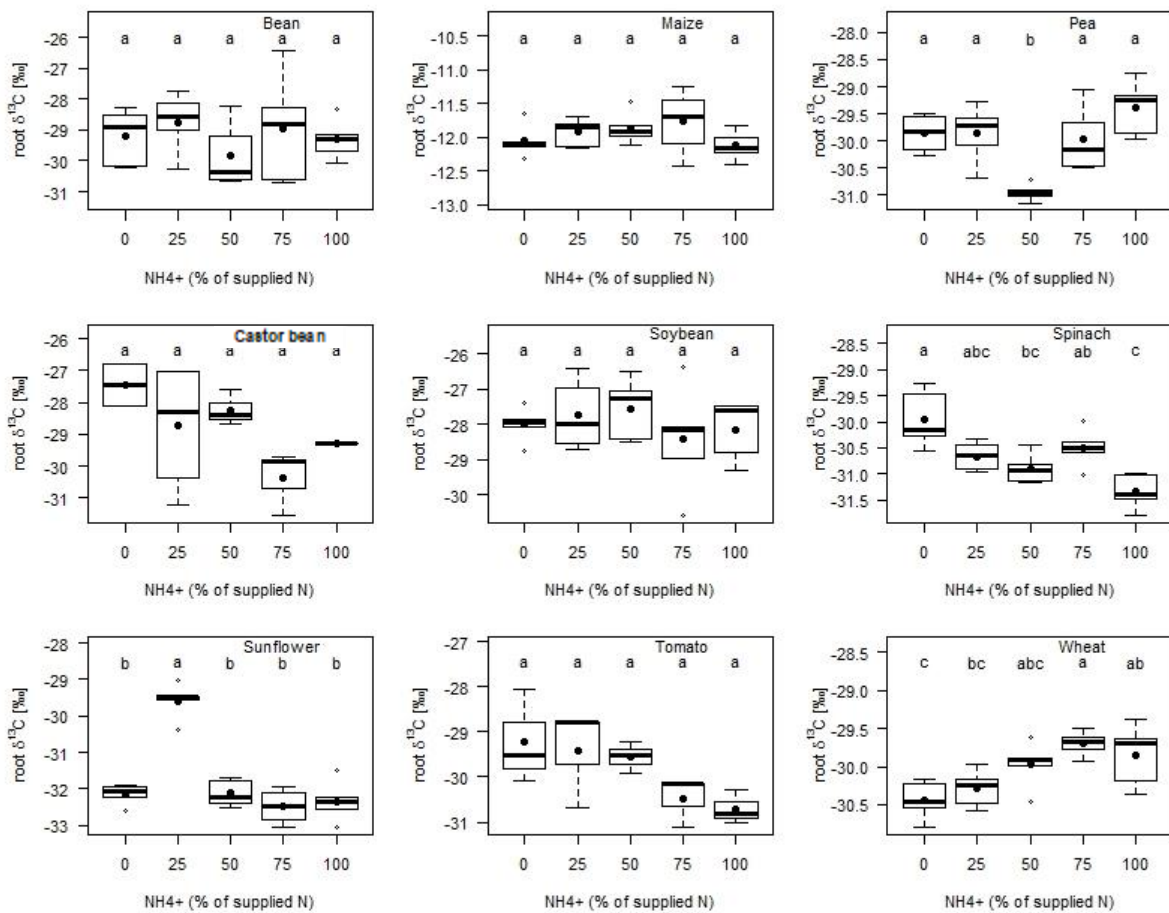 Bean
a a a a a
-26
-27
-28
-29
-30
-31
root δ¹³C [‰]
0 25 50 75 100
NH4+ (% of supplied N)
Maize
a a a a a
-10.5
-11.0
-11.5
-12.0
-12.5
-13.0
root δ¹³C [‰]
0 25 50 75 100
NH4+ (% of supplied N)
Pea
a a b a a
-28.0
-28.5
-29.0
-29.5
-30.0
-30.5
-31.0
root δ¹³C [‰]
0 25 50 75 100
NH4+ (% of supplied N)
Castor bean
a a a a a
-26
-27
-28
-29
-30
-31
root δ¹³C [‰]
0 25 50 75 100
NH4+ (% of supplied N)
Soybean
a a a a a
-26
-27
-28
-29
-30
root δ¹³C [‰]
0 25 50 75 100
NH4+ (% of supplied N)
Spinach
a abc bc ab c
-28.5
-29.0
-29.5
-30.0
-30.5
-31.0
-31.5
root δ¹³C [‰]
0 25 50 75 100
NH4+ (% of supplied N)
Sunflower
b a b b b
-28
-29
-30
-31
-32
-33
root δ¹³C [‰]
0 25 50 75 100
NH4+ (% of supplied N)
Tomato
a a a a a
-27
-28
-29
-30
-31
root δ¹³C [‰]
0 25 50 75 100
NH4+ (% of supplied N)
Wheat
c bc abc a ab
-28.5
-29.0
-29.5
-30.0
-30.5
root δ¹³C [‰]
0 25 50 75 100
NH4+ (% of supplied N)